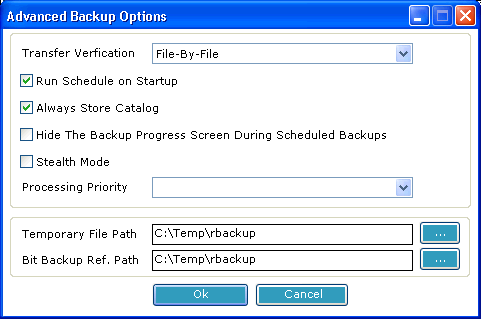 Advanced Backup Options
Transfer Verfication File-By-File
Run Schedule on Startup
Always Store Catalog
Hide The Backup Progress Screen During Scheduled Backups
Stealth Mode
Processing Priority
Temporary File Path C:\Temp\rbackup ...
Bit Backup Ref. Path C:\Temp\rbackup ...
Ok Cancel